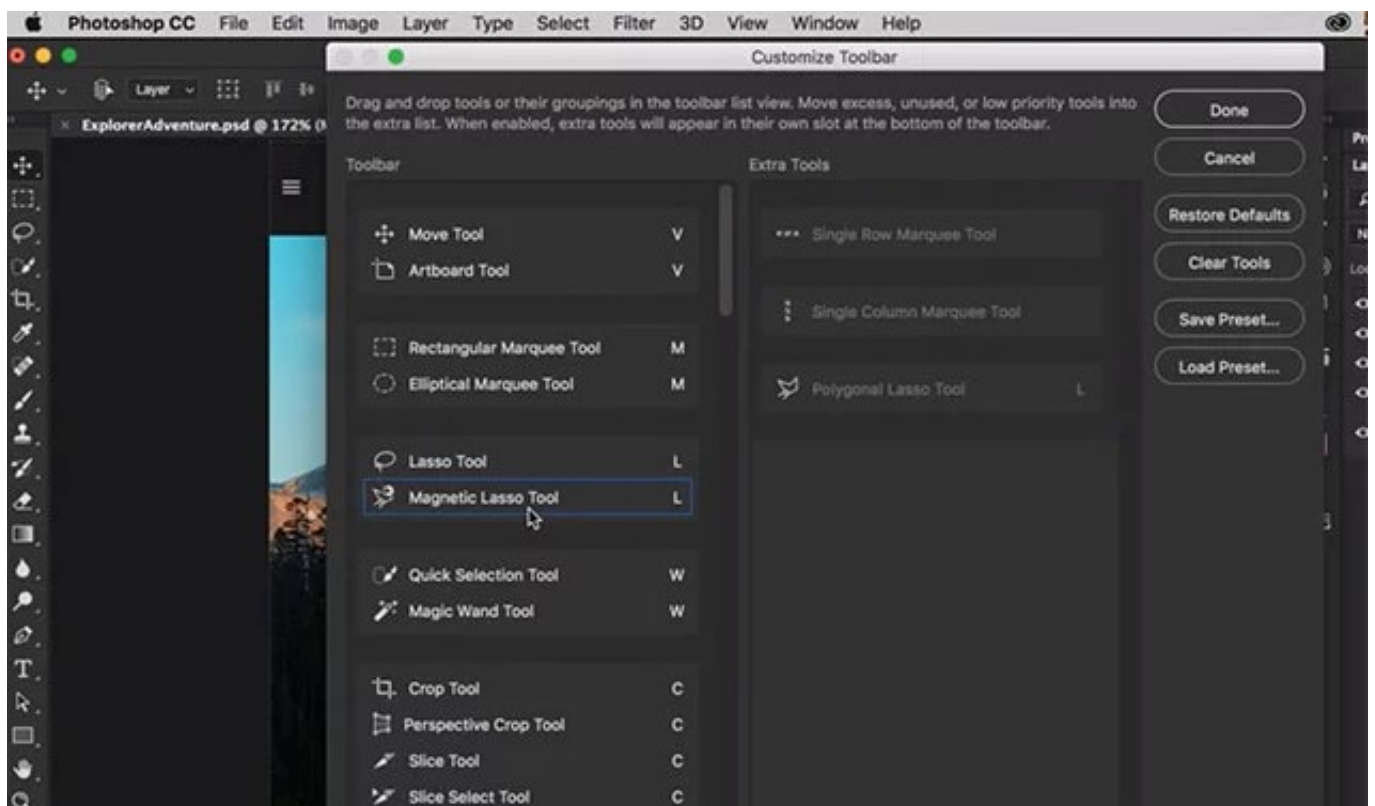 Photoshop CC File Edit Image Layer Type Select Filter 3D View Window Help
Customize Toolbar
Layer
Drag and drop tools or their groupings in the toolbar list view. Move excess, unused, or low priority tools into
the extra list. When enabled, extra tools will appear in their own slot at the bottom of the toolbar.
Done
× ExplorerAdventure.psd @ 172%
Cancel
Toolbar
Extra Tools
Restore Defaults
Clear Tools
Save Preset...
Load Preset...
Move Tool V
Artboard Tool V
Rectangular Marquee Tool M
Elliptical Marquee Tool M
Lasso Tool L
Magnetic Lasso Tool L
Quick Selection Tool W
Magic Wand Tool W
Crop Tool C
Perspective Crop Tool C
Slice Tool C
Slice Select Tool C
Single Row Marquee Tool
Single Column Marquee Tool
Polygonal Lasso Tool L